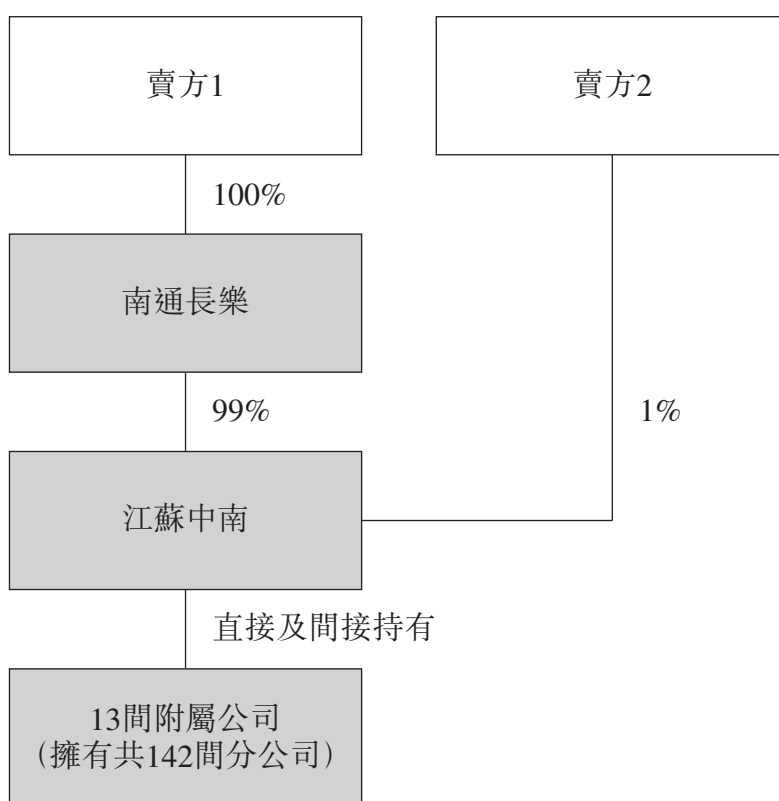 賣方1
賣方2
100%
南通長樂
99%
1%
江蘇中南
直接及間接持有
13間附屬公司
(擁有共142間分公司)